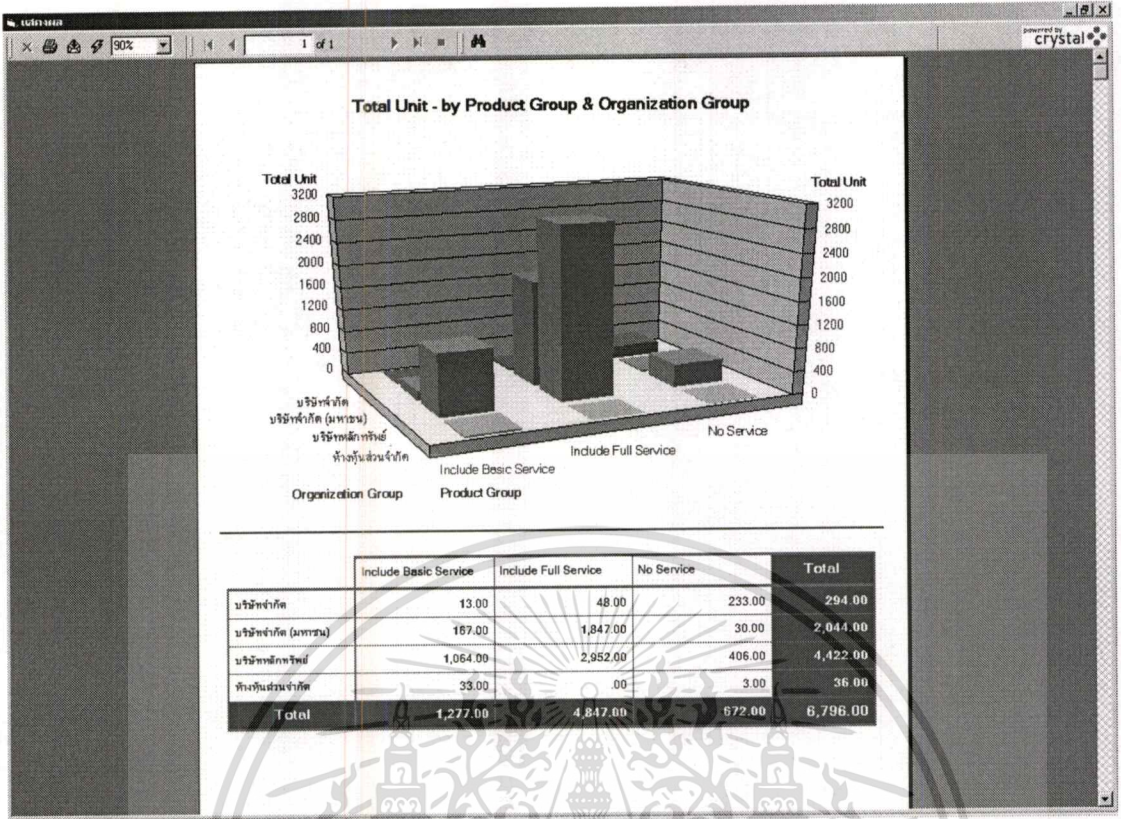 แสดงผล
90%
1 of 1
powered by
crystal
Total Unit - by Product Group & Organization Group
Total Unit
3200
2800
2400
2000
1600
1200
800
400
0
Total Unit
3200
2800
2400
2000
1600
1200
800
400
0
บริษัทจำกัด
บริษัทจำกัด (มหาชน)
บริษัทหลักทรัพย์
ห้างหุ้นส่วนจำกัด
Include Basic Service
Include Full Service
No Service
Organization Group
Product Group
Include Basic Service Include Full Service No Service Total
บริษัทจำกัด 13.00 48.00 233.00 294.00
บริษัทจำกัด (มหาชน) 167.00 1,847.00 30.00 2,044.00
บริษัทหลักทรัพย์ 1,064.00 2,952.00 406.00 4,422.00
ห้างหุ้นส่วนจำกัด 33.00 .00 3.00 36.00
Total 1,277.00 4,847.00 672.00 6,796.00